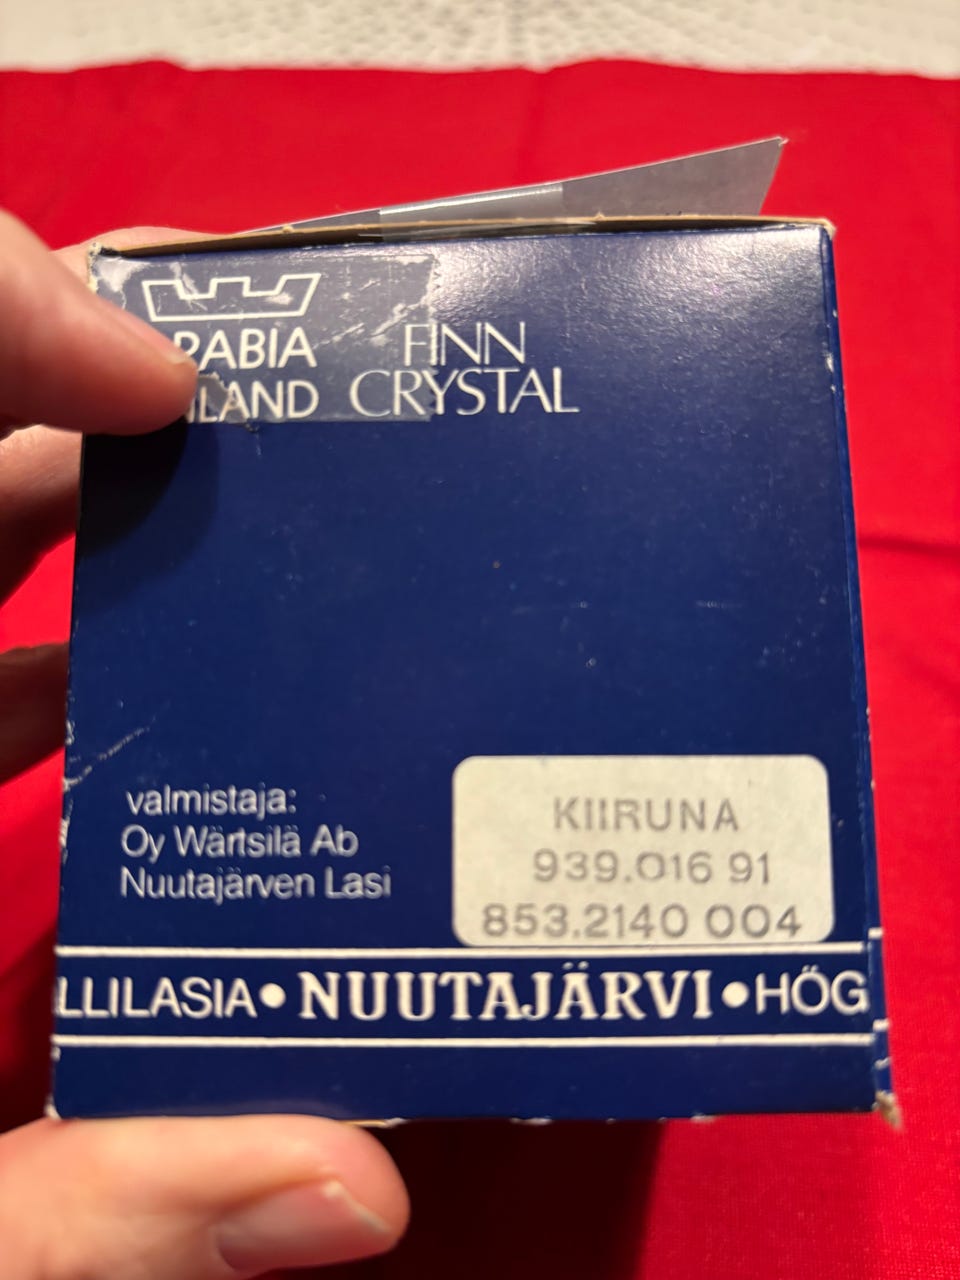 RABIA
FINN
LAND
CRYSTAL
valmistaja:
Oy Wärtsilä Ab
Nuutajärven Lasi
KIIRUNA
939.016 91
853.2140 004
LLILASIA • NUUTAJÄRVI • HÖG